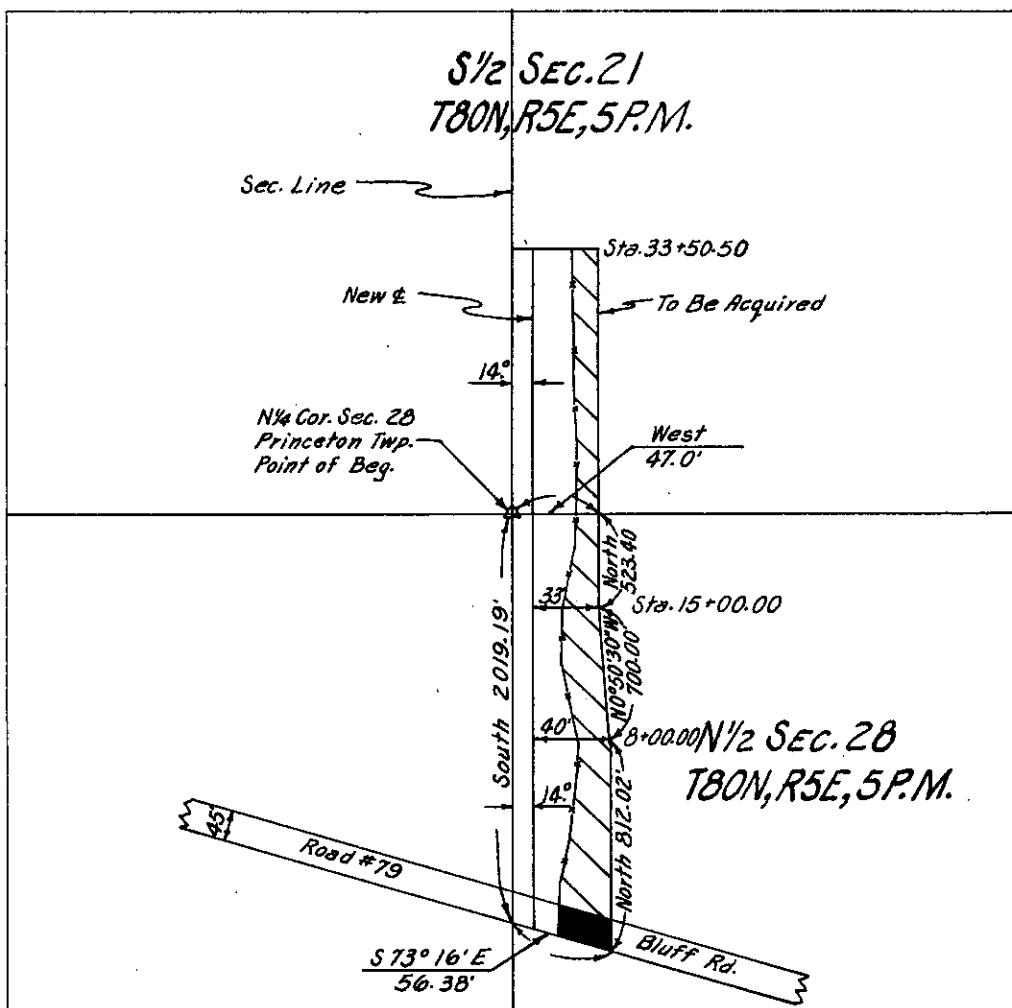 S½ SEC. 21
T80N, R5E, 5 P.M.
Sec. Line
Sta. 33+50.50
New ℄
To Be Acquired
14.⁰
N¼ Cor. Sec. 28
Princeton Twp.
Point of Beg.
West
47.0'
North
523.40
33'
Sta. 15+00.00
N0°50'30"W
700.00'
South 2019.19'
40'
8+00.00
N½ SEC. 28
T80N, R5E, 5 P.M.
14.⁰
North 812.02'
45'
Road #79
Bluff Rd.
S 73° 16' E
56.38'